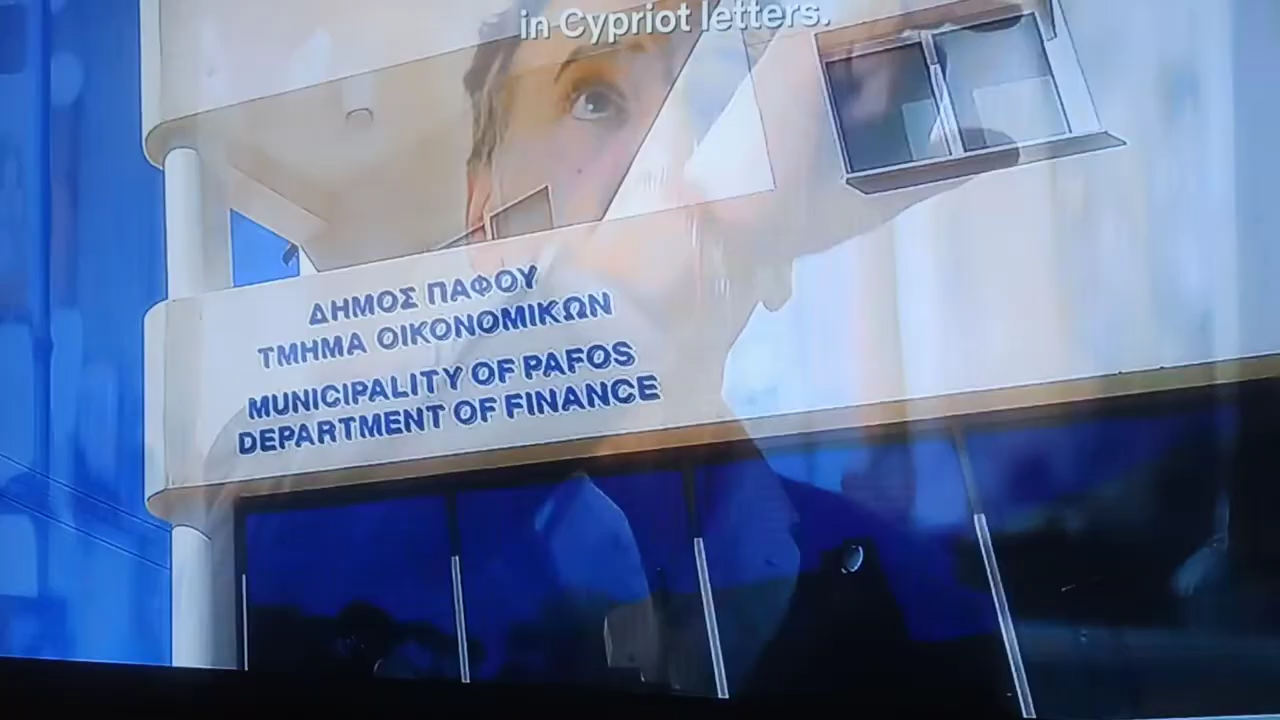 in Cypriot letters.
ΔΗΜΟΣ ΠΑΦΟΥ
ΤΜΗΜΑ ΟΙΚΟΝΟΜΙΚΩΝ
MUNICIPALITY OF PAFOS
DEPARTMENT OF FINANCE